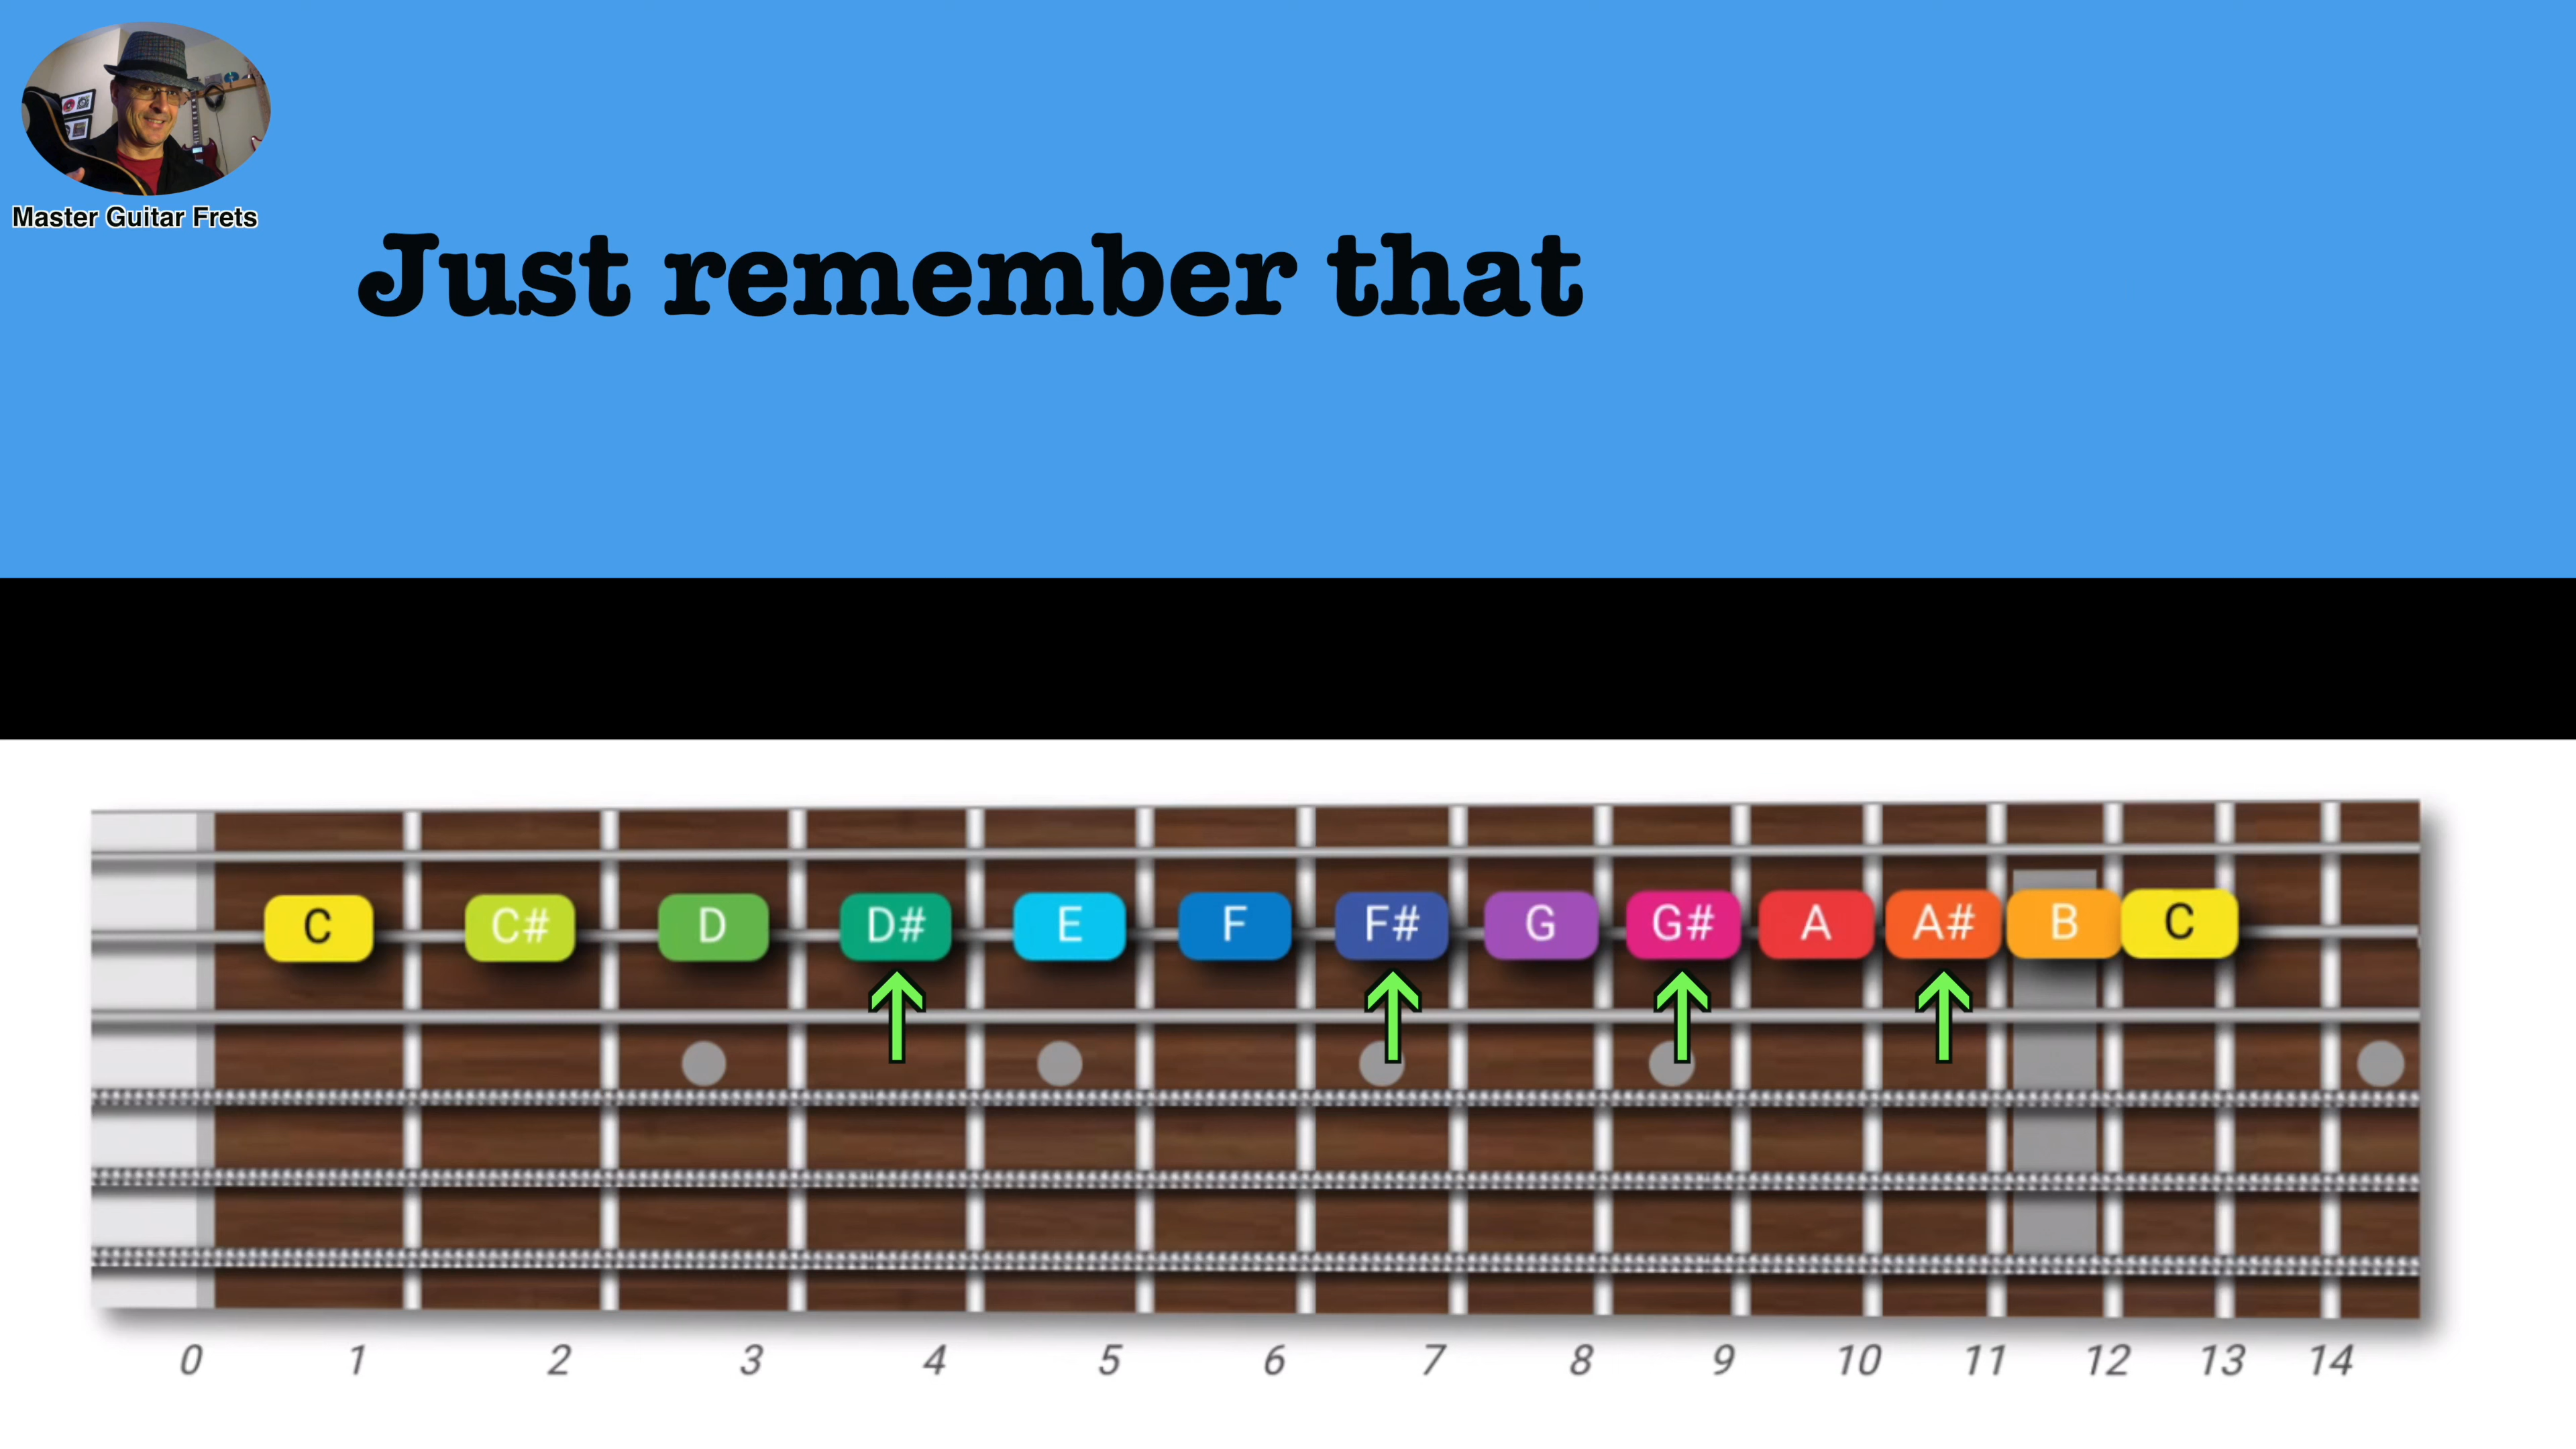 Master Guitar Frets
Just remember that
C C# D D# E F F# G G# A A# B C
0 1 2 3 4 5 6 7 8 9 10 11 12 13 14